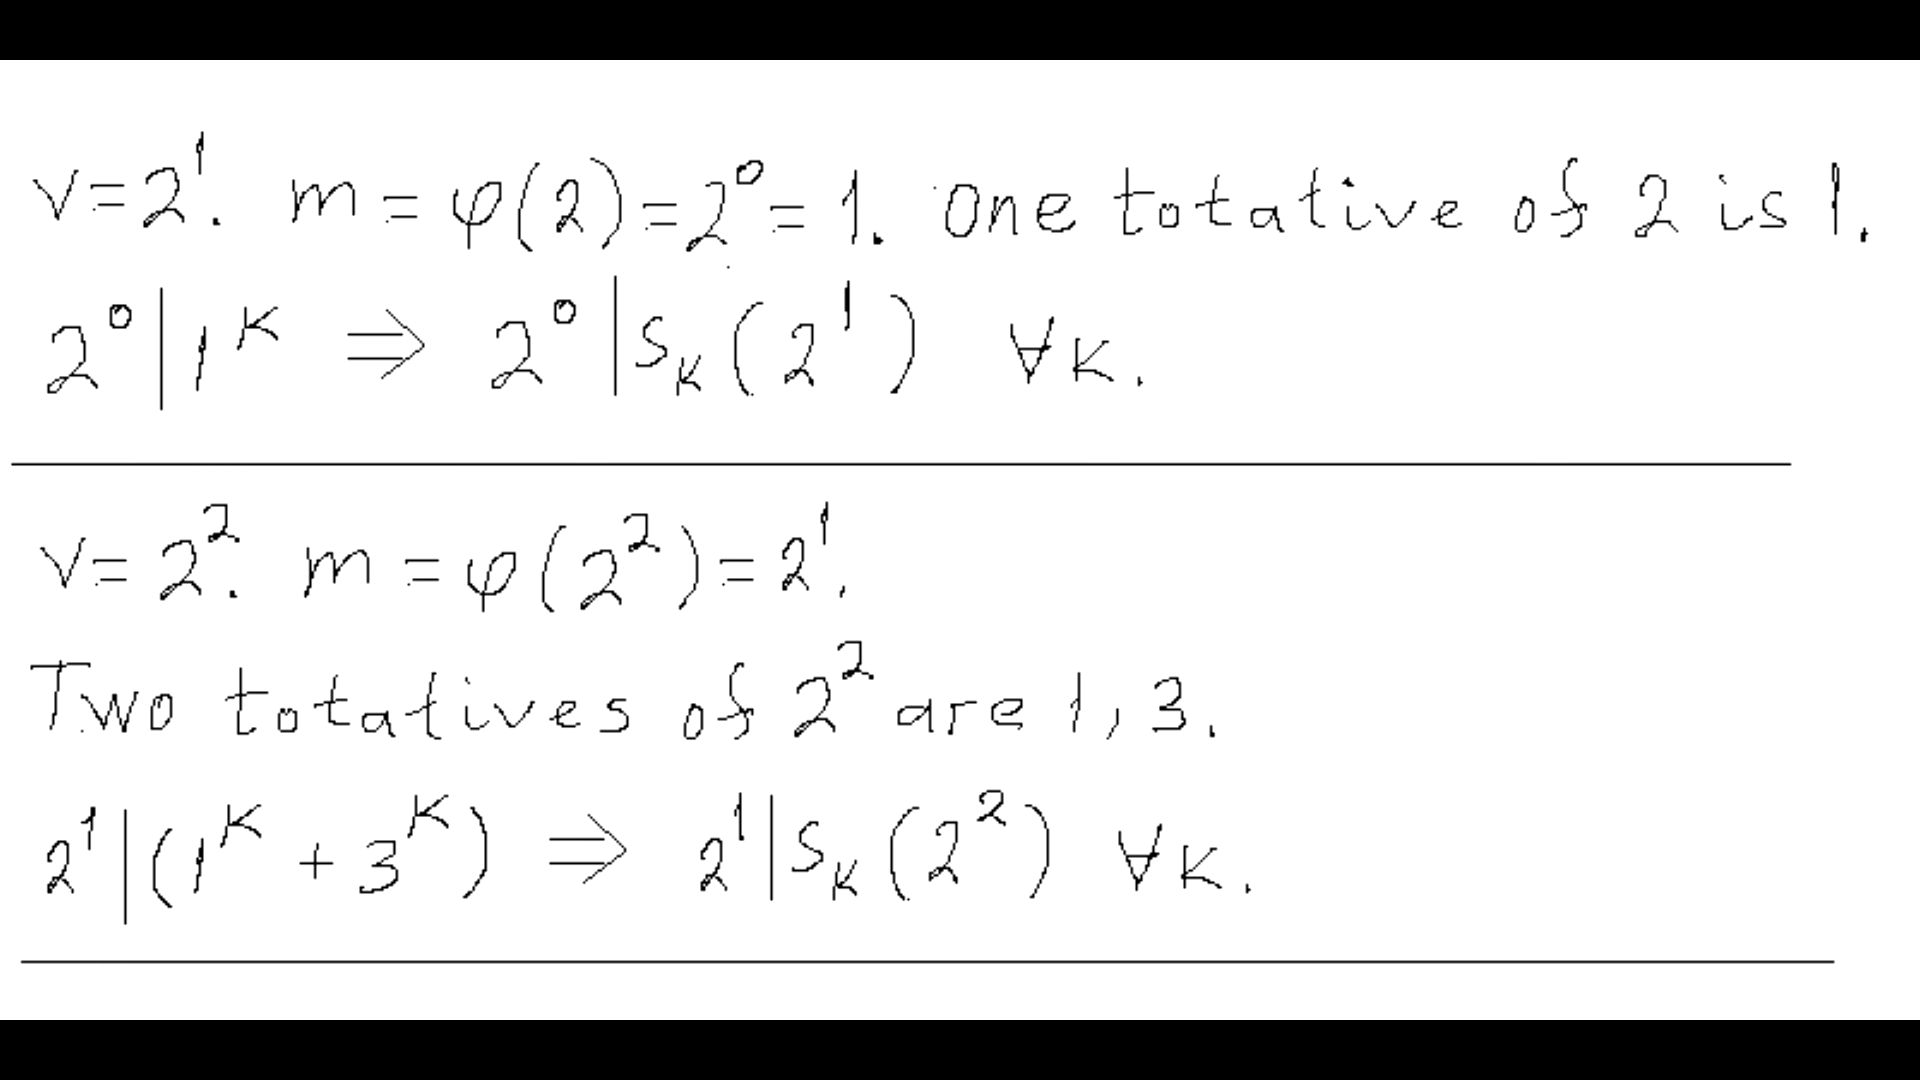 v=2¹. m=φ(2)=2⁰=1. One totative of 2 is 1.
2⁰|1ᴷ ⇒ 2⁰|Sₖ(2¹) ∀K.
v=2². m=φ(2²)=2¹.
Two totatives of 2² are 1, 3.
2¹|(1ᴷ+3ᴷ) ⇒ 2¹|Sₖ(2²) ∀K.